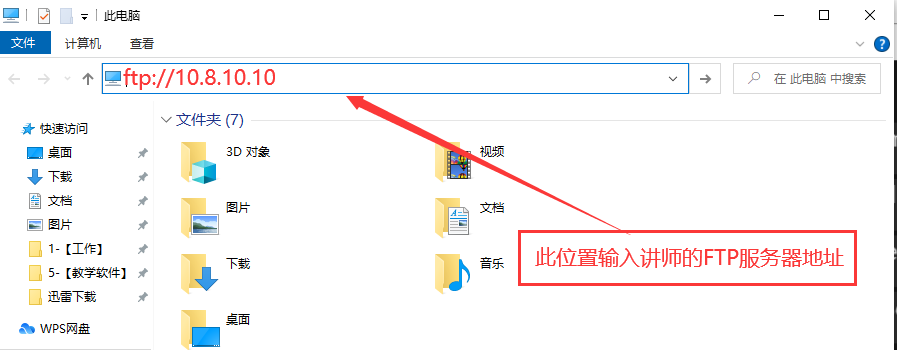 此电脑
文件
计算机
查看
ftp://10.8.10.10
在 此电脑 中搜索
快速访问
桌面
下载
文档
图片
1-【工作】
5-【教学软件】
迅雷下载
WPS网盘
文件夹 (7)
3D 对象
视频
图片
文档
下载
音乐
桌面
此位置输入讲师的FTP服务器地址